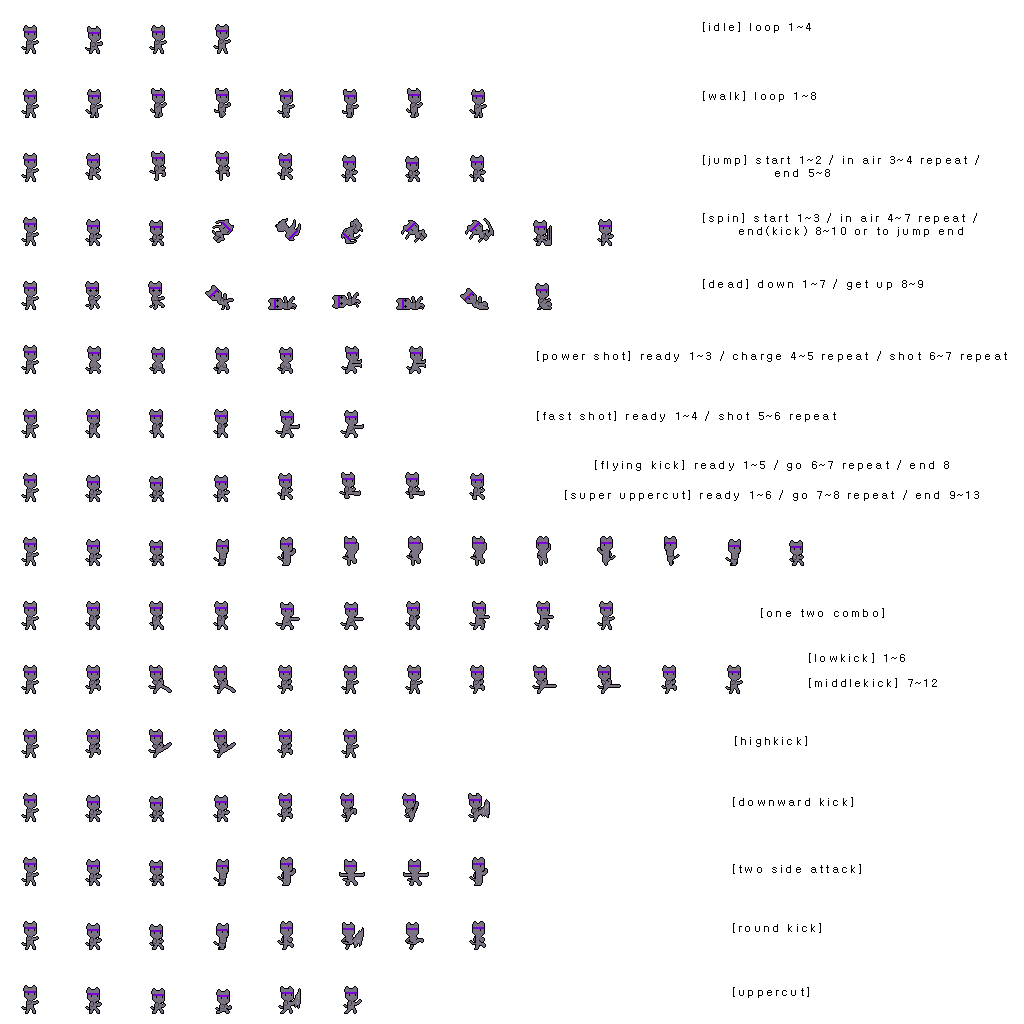 [idle] loop 1~4
[walk] loop 1~8
[jump] start 1~2 / in air 3~4 repeat /
end 5~8
[spin] start 1~3 / in air 4~7 repeat /
end(kick) 8~10 or to jump end
[dead] down 1~7 / get up 8~9
[power shot] ready 1~3 / charge 4~5 repeat / shot 6~7 repeat
[fast shot] ready 1~4 / shot 5~6 repeat
[flying kick] ready 1~5 / go 6~7 repeat / end 8
[super uppercut] ready 1~6 / go 7~8 repeat / end 9~13
[one two combo]
[lowkick] 1~6
[middlekick] 7~12
[highkick]
[downward kick]
[two side attack]
[round kick]
[uppercut]